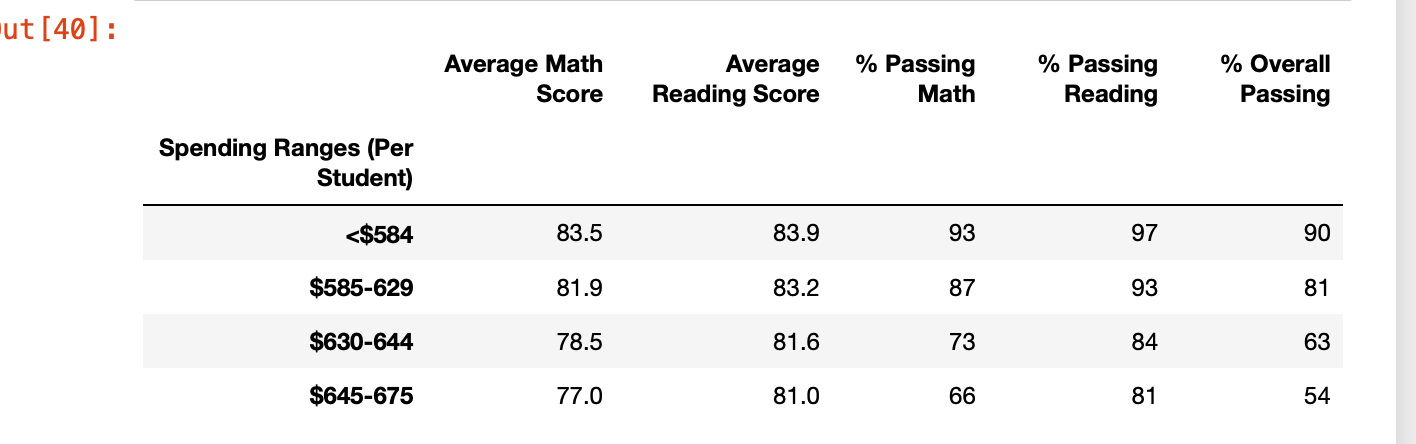 ut[40]:
Average Math Average % Passing % Passing % Overall
Score Reading Score Math Reading Passing
Spending Ranges (Per
Student)
<$584 83.5 83.9 93 97 90
$585-629 81.9 83.2 87 93 81
$630-644 78.5 81.6 73 84 63
$645-675 77.0 81.0 66 81 54